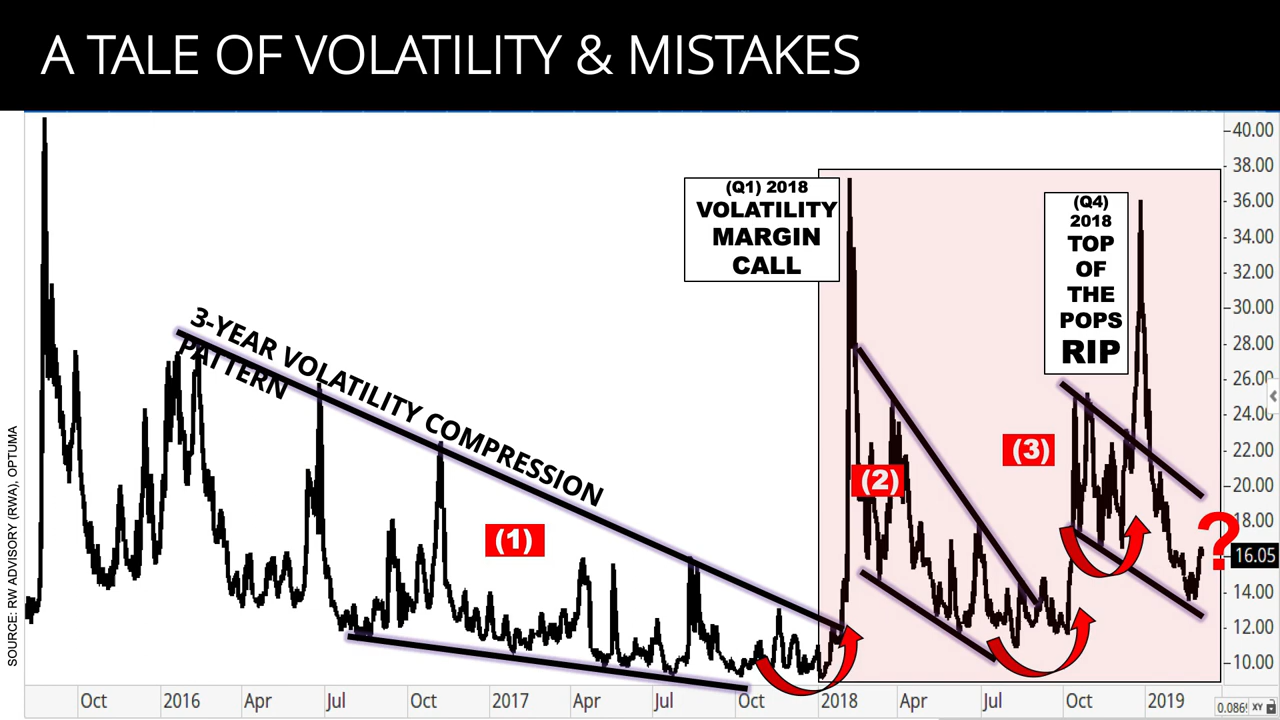 A TALE OF VOLATILITY & MISTAKES
SOURCE: RW ADVISORY (RWA), OPTUMA
3-YEAR VOLATILITY COMPRESSION
PATTERN
(1)
(Q1) 2018
VOLATILITY
MARGIN
CALL
(2)
(3)
(Q4)
2018
TOP
OF
THE
POPS
RIP
?
40.00
38.00
36.00
34.00
32.00
30.00
28.00
26.00
24.00
22.00
20.00
18.00
16.05
14.00
12.00
10.00
Oct 2016 Apr Jul Oct 2017 Apr Jul Oct 2018 Apr Jul Oct 2019
XY